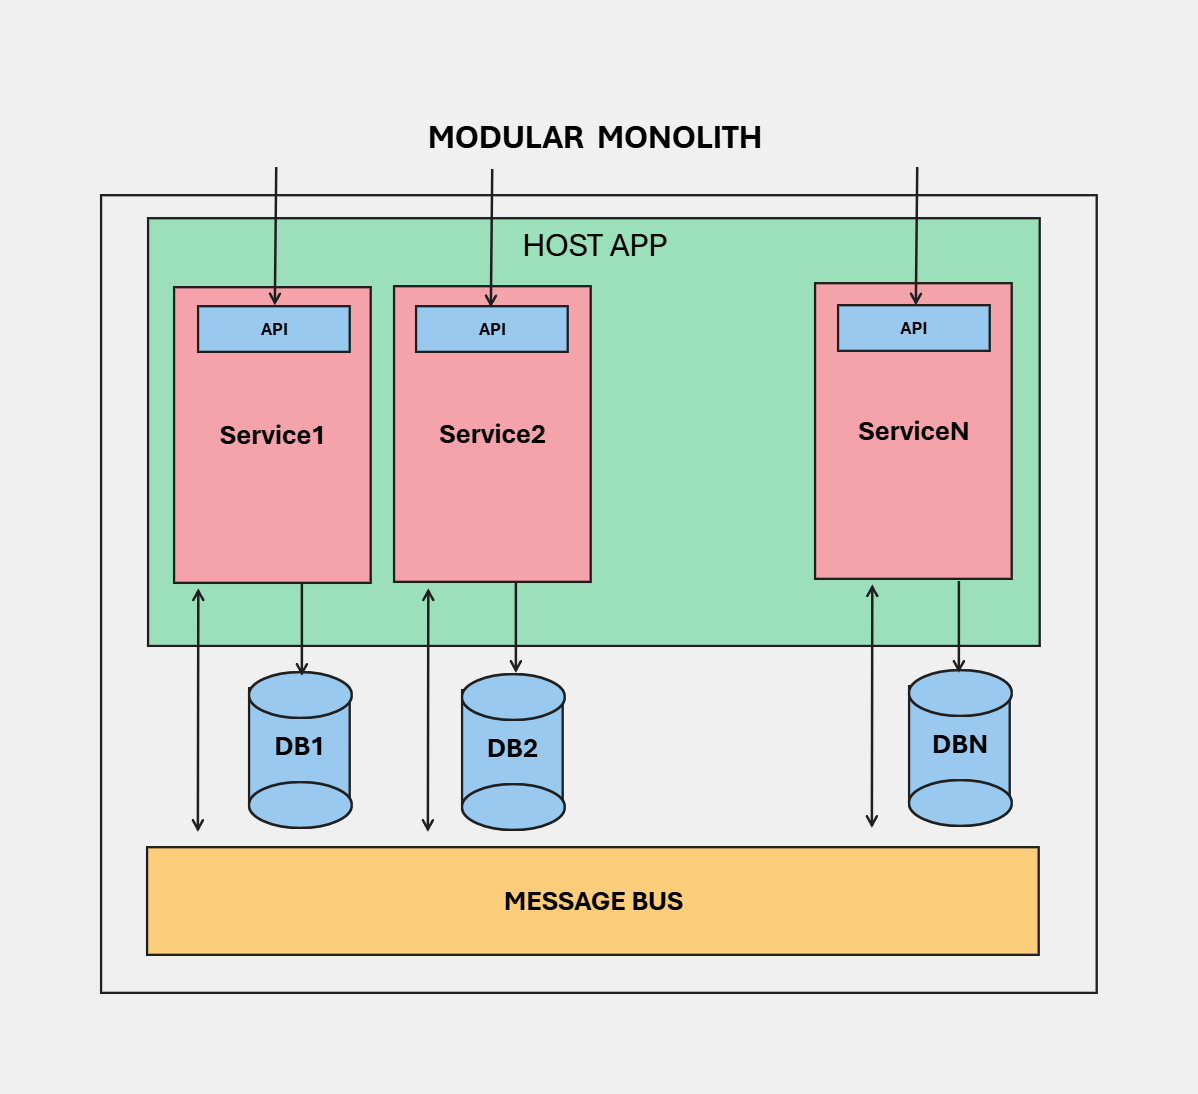 MODULAR MONOLITH
HOST APP
API
API
API
Service1
Service2
ServiceN
DB1
DB2
DBN
MESSAGE BUS